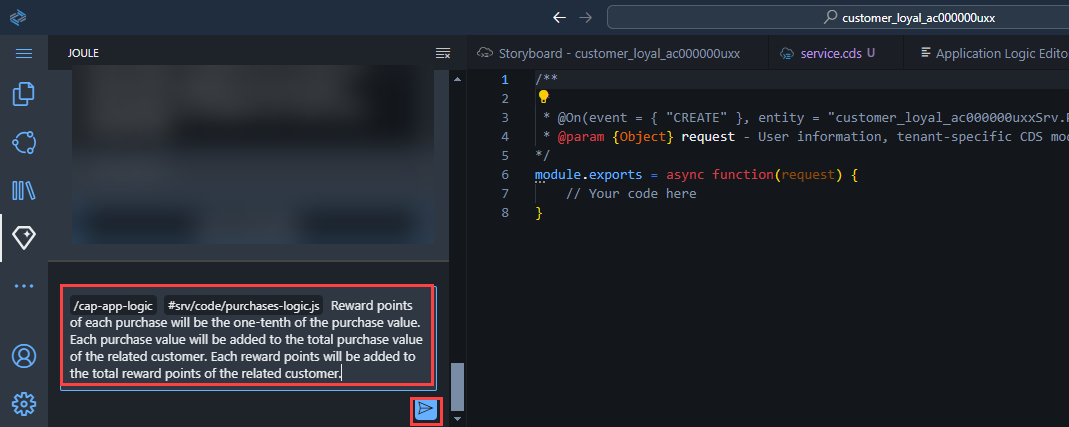 customer_loyal_ac000000uxx
JOULE
Storyboard - customer_loyal_ac000000uxx
service.cds U
Application Logic Edito
1 /**
2
3 * @On(event = { "CREATE" }, entity = "customer_loyal_ac000000uxxSrv.
4 * @param {Object} request - User information, tenant-specific CDS mod
5 */
6 module.exports = async function(request) {
7 // Your code here
8 }
/cap-app-logic #srv/code/purchases-logic.js Reward points
of each purchase will be the one-tenth of the purchase value.
Each purchase value will be added to the total purchase value
of the related customer. Each reward points will be added to
the total reward points of the related customer.